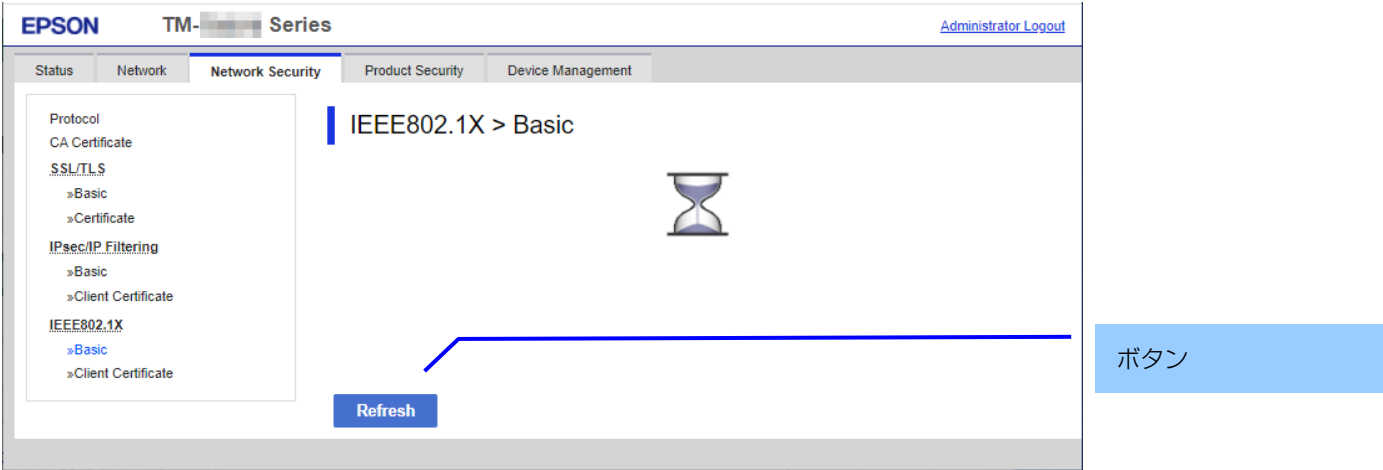 EPSON TM- Series Administrator Logout
Status Network Network Security Product Security Device Management
Protocol
CA Certificate
SSL/TLS
»Basic
»Certificate
IPsec/IP Filtering
»Basic
»Client Certificate
IEEE802.1X
»Basic
»Client Certificate
IEEE802.1X > Basic
Refresh
ボタン